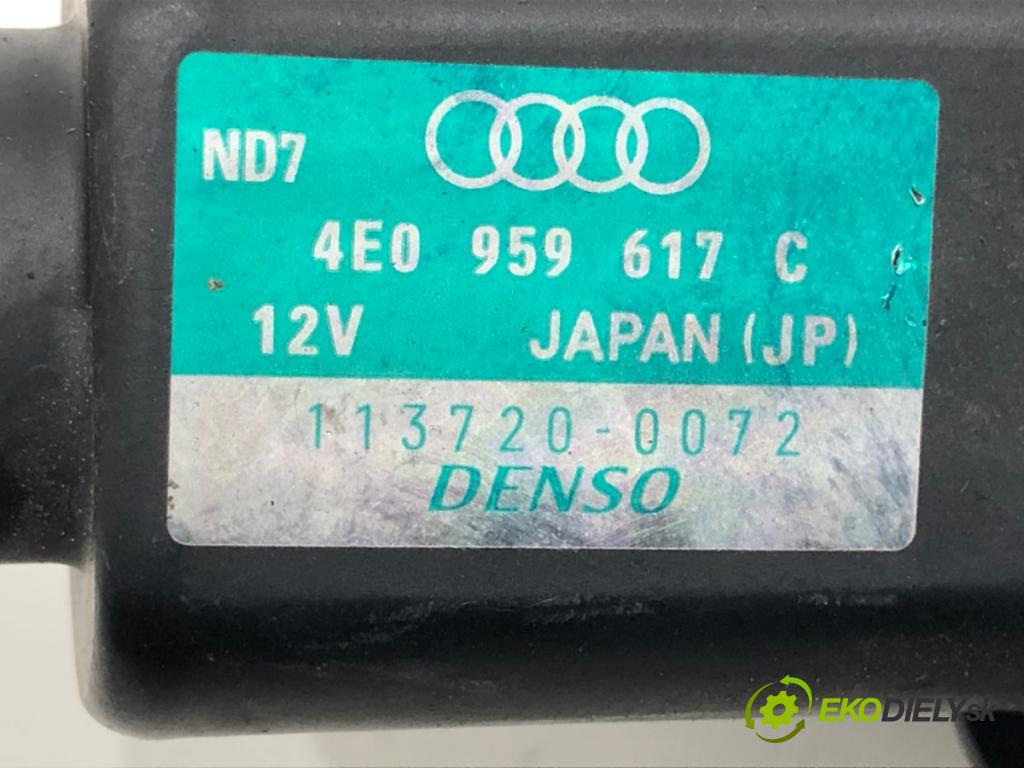 ND7
4E0 959 617 C
12V JAPAN (JP)
113720-0072
DENSO
EKODIELY.sk